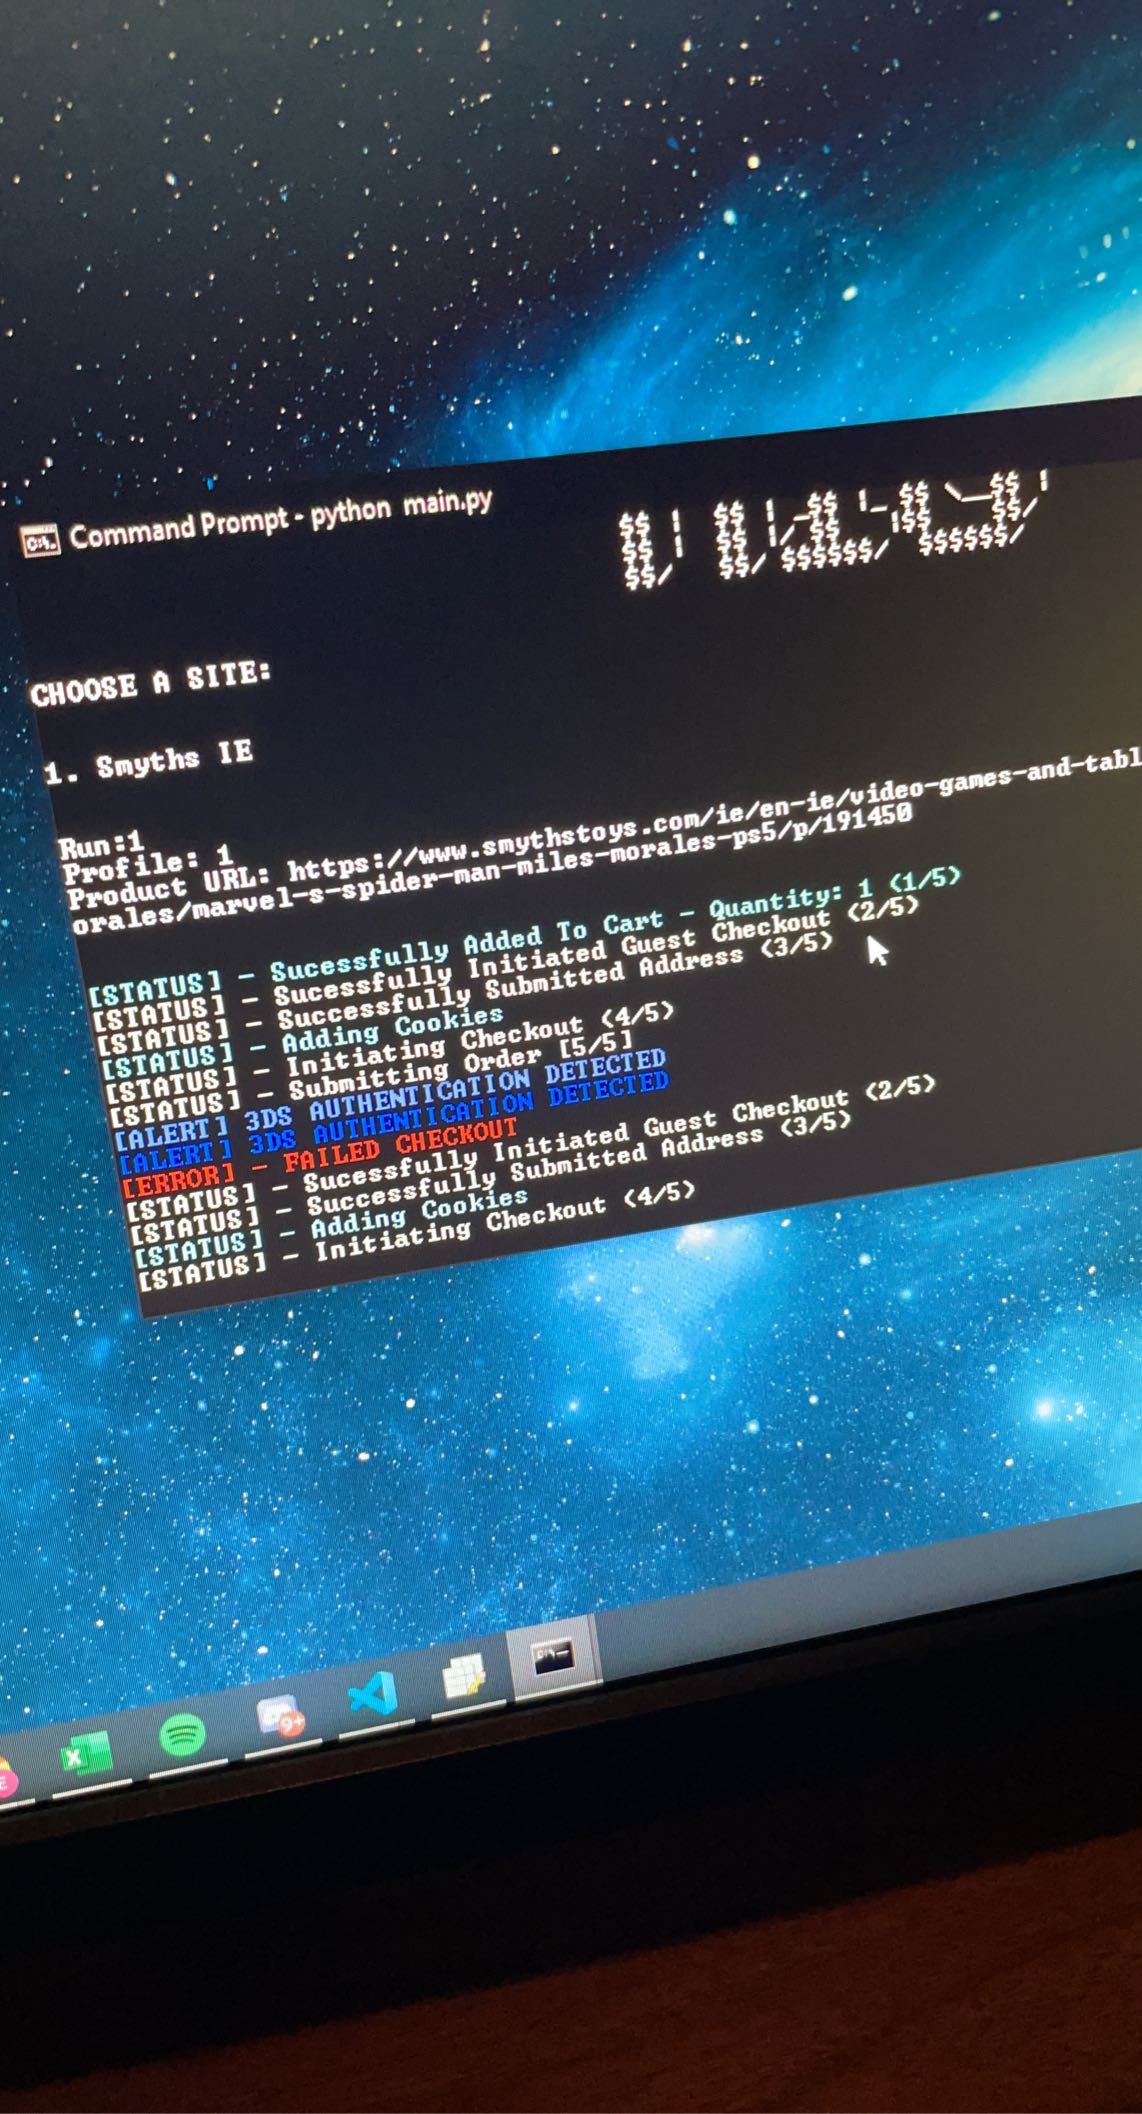 Command Prompt - python main.py
$$ |   $$ |/_$$ |_ $$ \__$$ |
$$ |   $$ | / $$   |$$   $$/
$$/    $$/ $$$$$$/  $$$$$$/
CHOOSE A SITE:
1. Smyths IE
Run:1
Profile: 1
Product URL: https://www.smythstoys.com/ie/en-ie/video-games-and-tabl
orales/marvel-s-spider-man-miles-morales-ps5/p/191450
[STATUS] - Sucessfully Added To Cart - Quantity: 1 (1/5)
[STATUS] - Sucessfully Initiated Guest Checkout (2/5)
[STATUS] - Successfully Submitted Address (3/5)
[STATUS] - Adding Cookies
[STATUS] - Initiating Checkout (4/5)
[STATUS] - Submitting Order [5/5]
[ALERT] 3DS AUTHENTICATION DETECTED
[ALERT] 3DS AUTHENTICATION DETECTED
[ERROR] - FAILED CHECKOUT
[STATUS] - Sucessfully Initiated Guest Checkout (2/5)
[STATUS] - Successfully Submitted Address (3/5)
[STATUS] - Adding Cookies
[STATUS] - Initiating Checkout (4/5)
9+